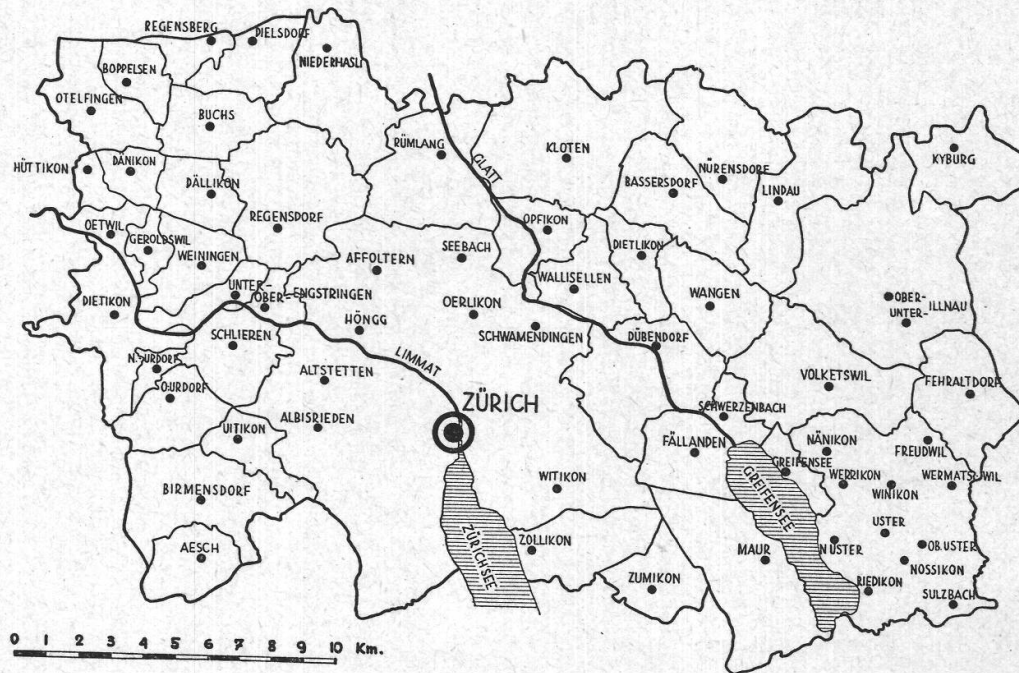 REGENSBERG
DIELSDORF
NIEDERHASLI
BOPPELSEN
OTELFINGEN
BUCHS
RÜMLANG
GLATT
KLOTEN
KYBURG
HÜTTIKON
DÄNIKON
DÄLLIKON
BASSERSDORF
NÜRENSDORF
LINDAU
REGENSDORF
OETWIL
GEROLDSWIL
WEININGEN
OPFIKON
SEEBACH
AFFOLTERN
DIETLIKON
WALLISELLEN
UNTER-
OBER-
ENGSTRINGEN
DIETIKON
OERLIKON
WANGEN
OBER-
UNTER-
ILLNAU
HÖNGG
SCHWAMENDINGEN
DÜBENDORF
SCHLIEREN
LIMMAT
N.-URDORF
O.URDORF
ALTSTETTEN
VOLKETSWIL
FEHRALTDORF
ZÜRICH
SCHWERZENBACH
ALBISRIEDEN
UITIKON
FÄLLANDEN
NÄNIKON
FREUDWIL
GREIFENSEE
GREIFENSEE
WERRIKON
WINIKON
WERMATSWIL
BIRMENSDORF
WITIKON
USTER
ZÜRICHSEE
ZOLLIKON
AESCH
MAUR
N USTER
OB.USTER
NOSSIKON
ZUMIKON
RIEDIKON
SULZBACH
0 1 2 3 4 5 6 7 8 9 10 Km.